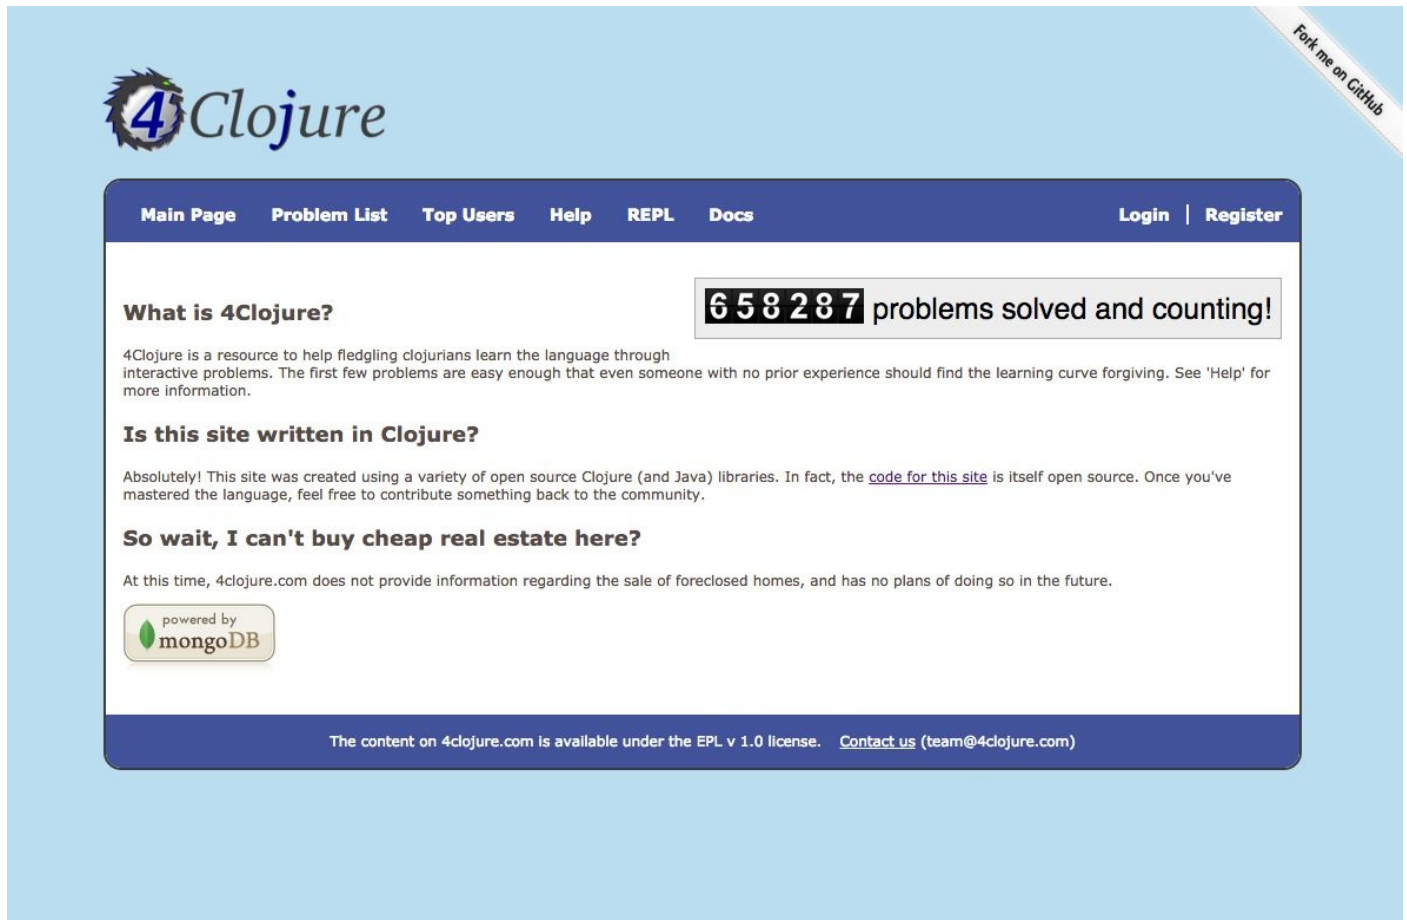 Fork me on GitHub
4Clojure
Main Page Problem List Top Users Help REPL Docs Login | Register
658287 problems solved and counting!
What is 4Clojure?
4Clojure is a resource to help fledgling clojurians learn the language through
interactive problems. The first few problems are easy enough that even someone with no prior experience should find the learning curve forgiving. See 'Help' for
more information.
Is this site written in Clojure?
Absolutely! This site was created using a variety of open source Clojure (and Java) libraries. In fact, the code for this site is itself open source. Once you've
mastered the language, feel free to contribute something back to the community.
So wait, I can't buy cheap real estate here?
At this time, 4clojure.com does not provide information regarding the sale of foreclosed homes, and has no plans of doing so in the future.
powered by
mongoDB
The content on 4clojure.com is available under the EPL v 1.0 license. Contact us (team@4clojure.com)